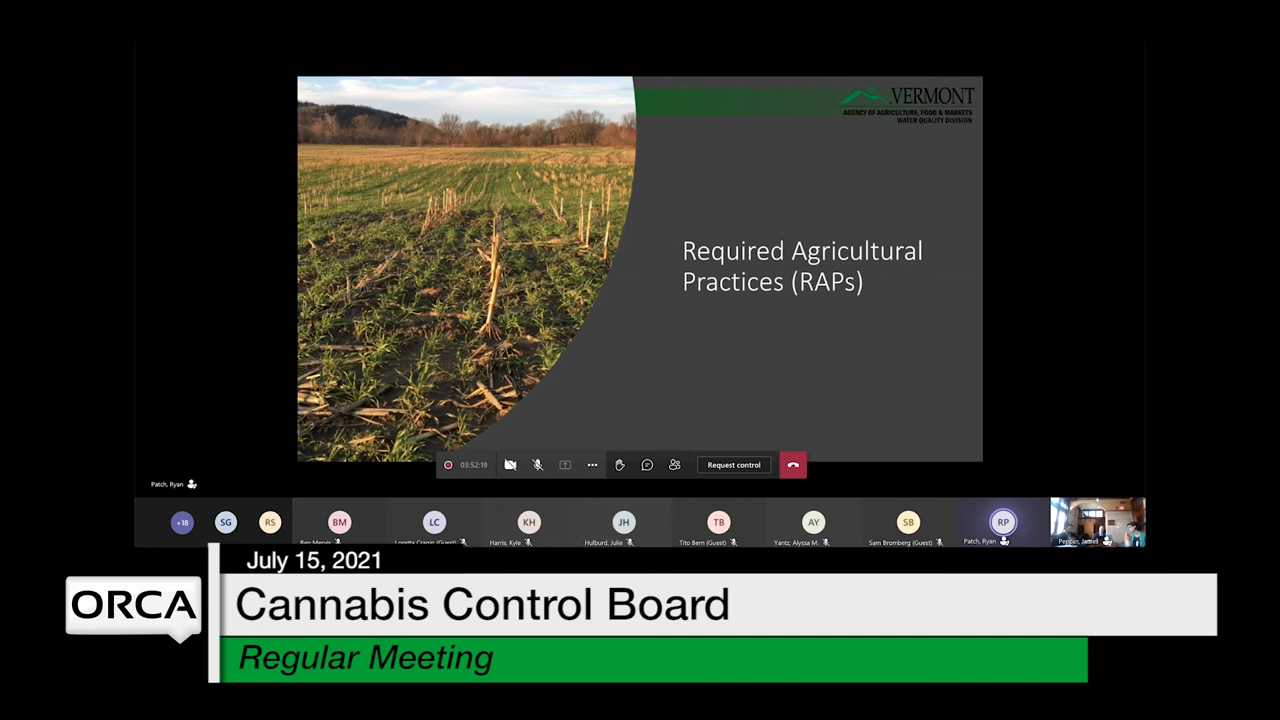 VERMONT
AGENCY OF AGRICULTURE, FOOD & MARKETS
WATER QUALITY DIVISION
Required Agricultural
Practices (RAPs)
03:52:19
Request control
Patch, Ryan
+18
SG
RS
BM
LC
KH
JH
TB
AY
SB
RP
Ben Mervis
Loretta Cragin (Guest)
Harris, Kyle
Hulburd, Julie
Tito Bern (Guest)
Yantz, Alyssa M.
Sam Bromberg (Guest)
Patch, Ryan
Pepper, James
July 15, 2021
ORCA
Cannabis Control Board
Regular Meeting